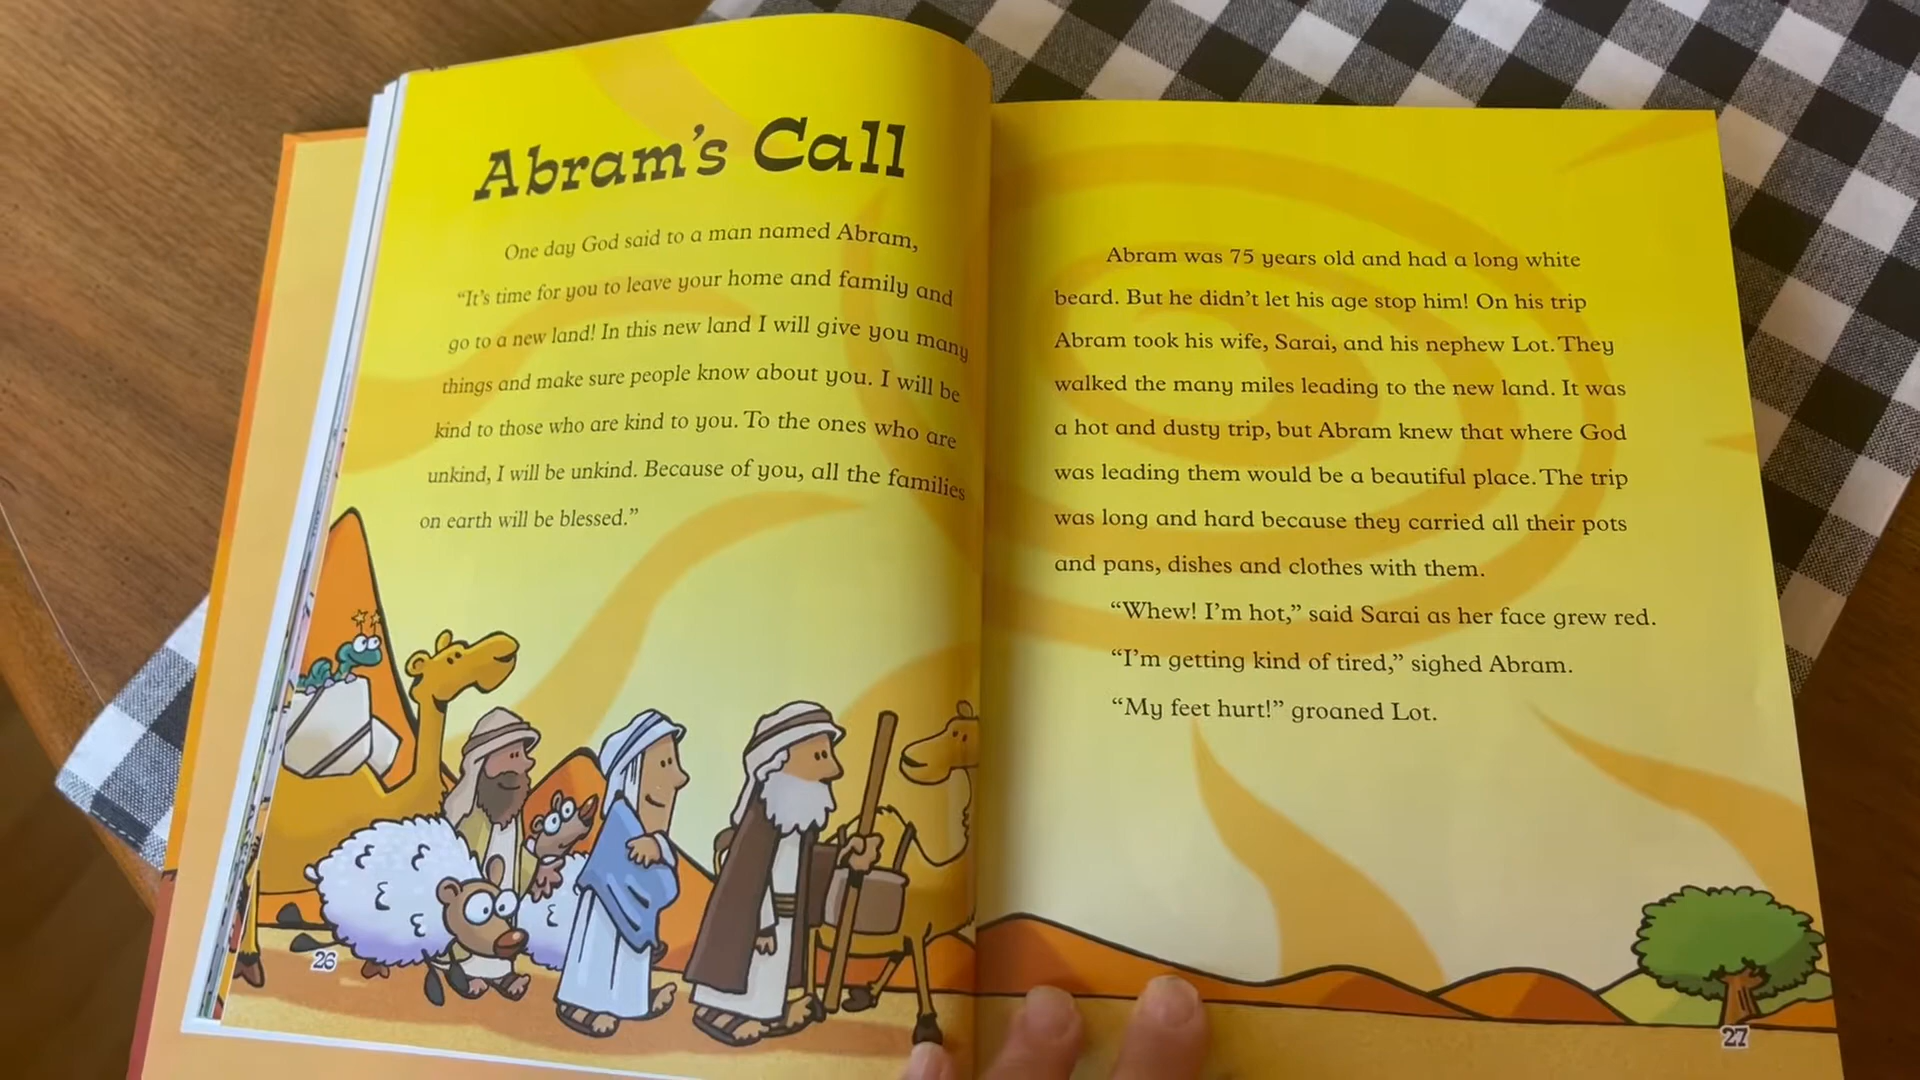 Abram's Call
One day God said to a man named Abram,
“It's time for you to leave your home and family and
go to a new land! In this new land I will give you many
things and make sure people know about you. I will be
kind to those who are kind to you. To the ones who are
unkind, I will be unkind. Because of you, all the families
on earth will be blessed.”
26
Abram was 75 years old and had a long white
beard. But he didn't let his age stop him! On his trip
Abram took his wife, Sarai, and his nephew Lot. They
walked the many miles leading to the new land. It was
a hot and dusty trip, but Abram knew that where God
was leading them would be a beautiful place. The trip
was long and hard because they carried all their pots
and pans, dishes and clothes with them.
“Whew! I'm hot,” said Sarai as her face grew red.
“I'm getting kind of tired,” sighed Abram.
“My feet hurt!” groaned Lot.
27